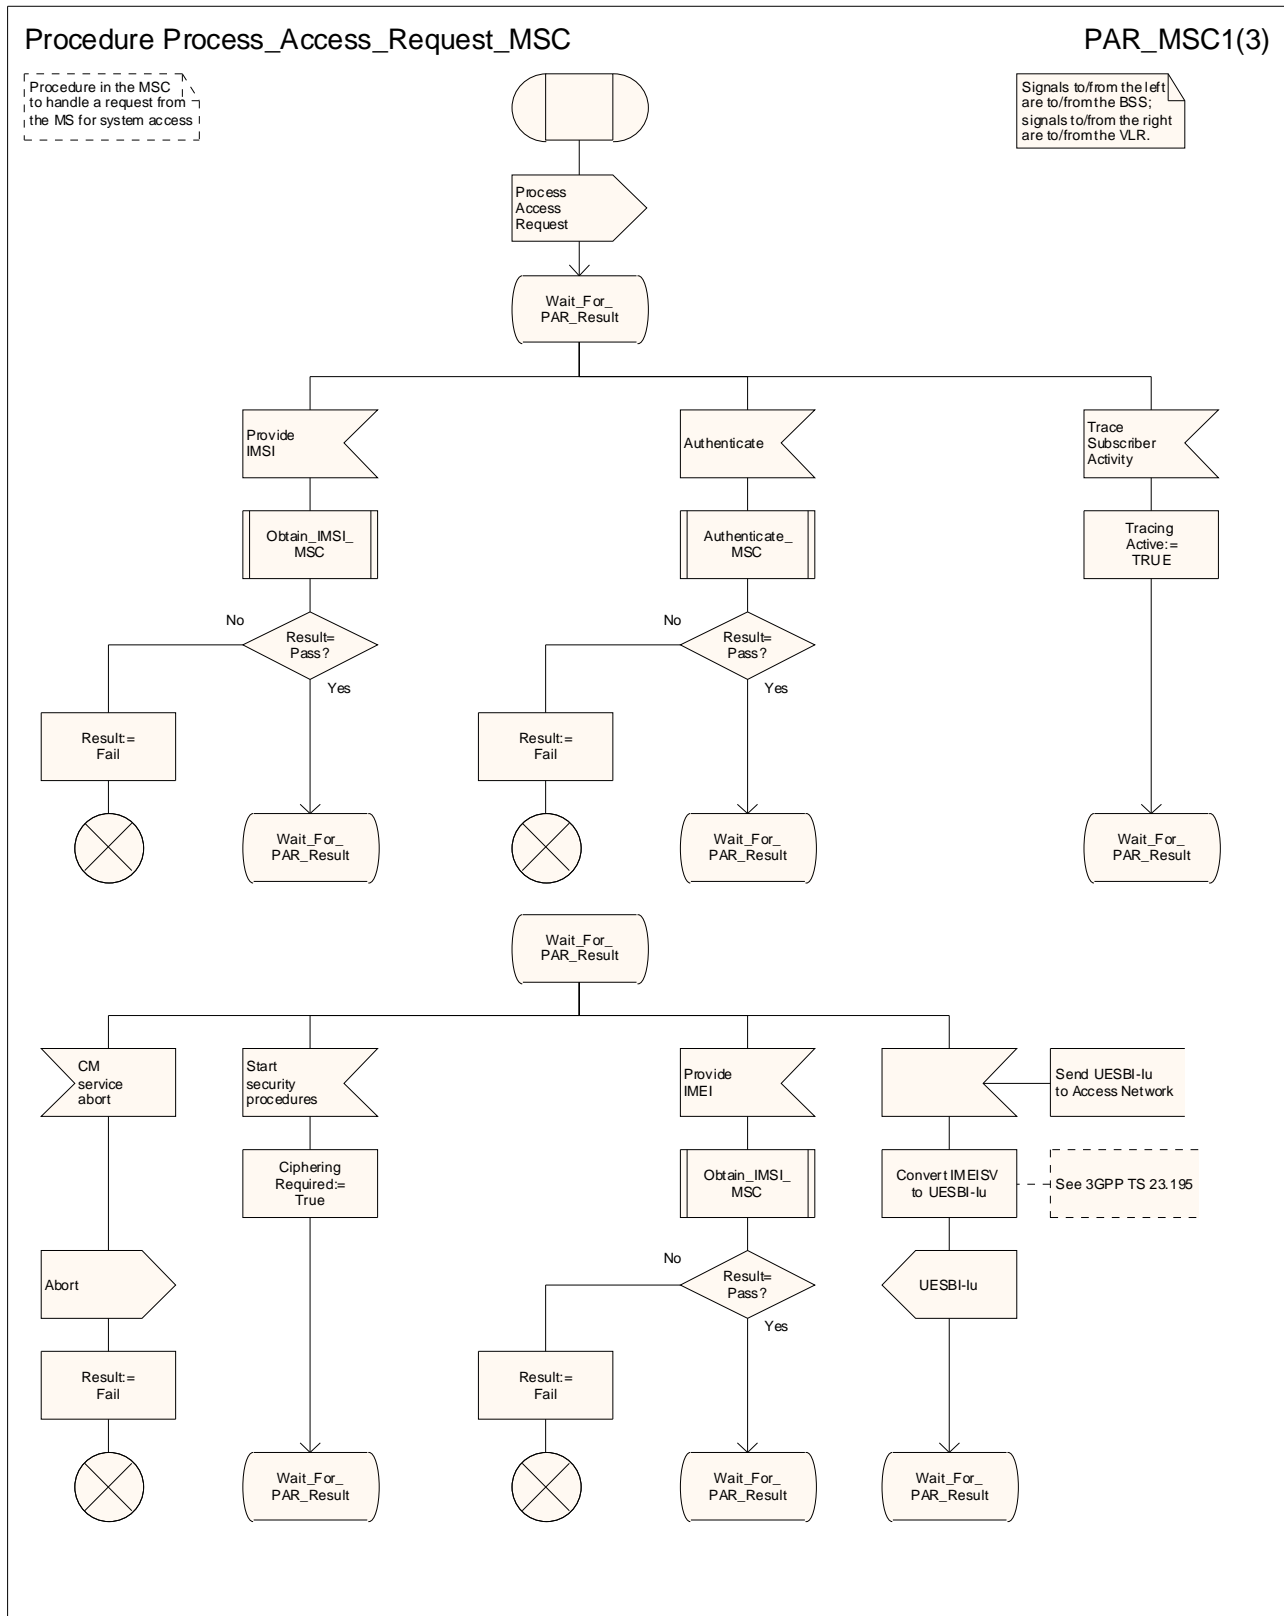 Procedure Process_Access_Request_MSC
PAR_MSC1(3)
Procedure in the MSC
to handle a request from
the MS for system access
Signals to/from the left
are to/from the BSS;
signals to/from the right
are to/from the VLR.
Process
Access
Request
Wait_For_
PAR_Result
Provide
IMSI
Authenticate
Trace
Subscriber
Activity
Obtain_IMSI_
MSC
Authenticate_
MSC
Tracing
Active:=
TRUE
No
Result=
Pass?
Yes
No
Result=
Pass?
Yes
Result:=
Fail
Result:=
Fail
Wait_For_
PAR_Result
Wait_For_
PAR_Result
Wait_For_
PAR_Result
Wait_For_
PAR_Result
CM
service
abort
Start
security
procedures
Provide
IMEI
Send UESBI-Iu
to Access Network
Ciphering
Required:=
True
Obtain_IMSI_
MSC
Convert IMEISV
to UESBI-Iu
See 3GPP TS 23.195
Abort
No
Result=
Pass?
Yes
UESBI-Iu
Result:=
Fail
Result:=
Fail
Wait_For_
PAR_Result
Wait_For_
PAR_Result
Wait_For_
PAR_Result